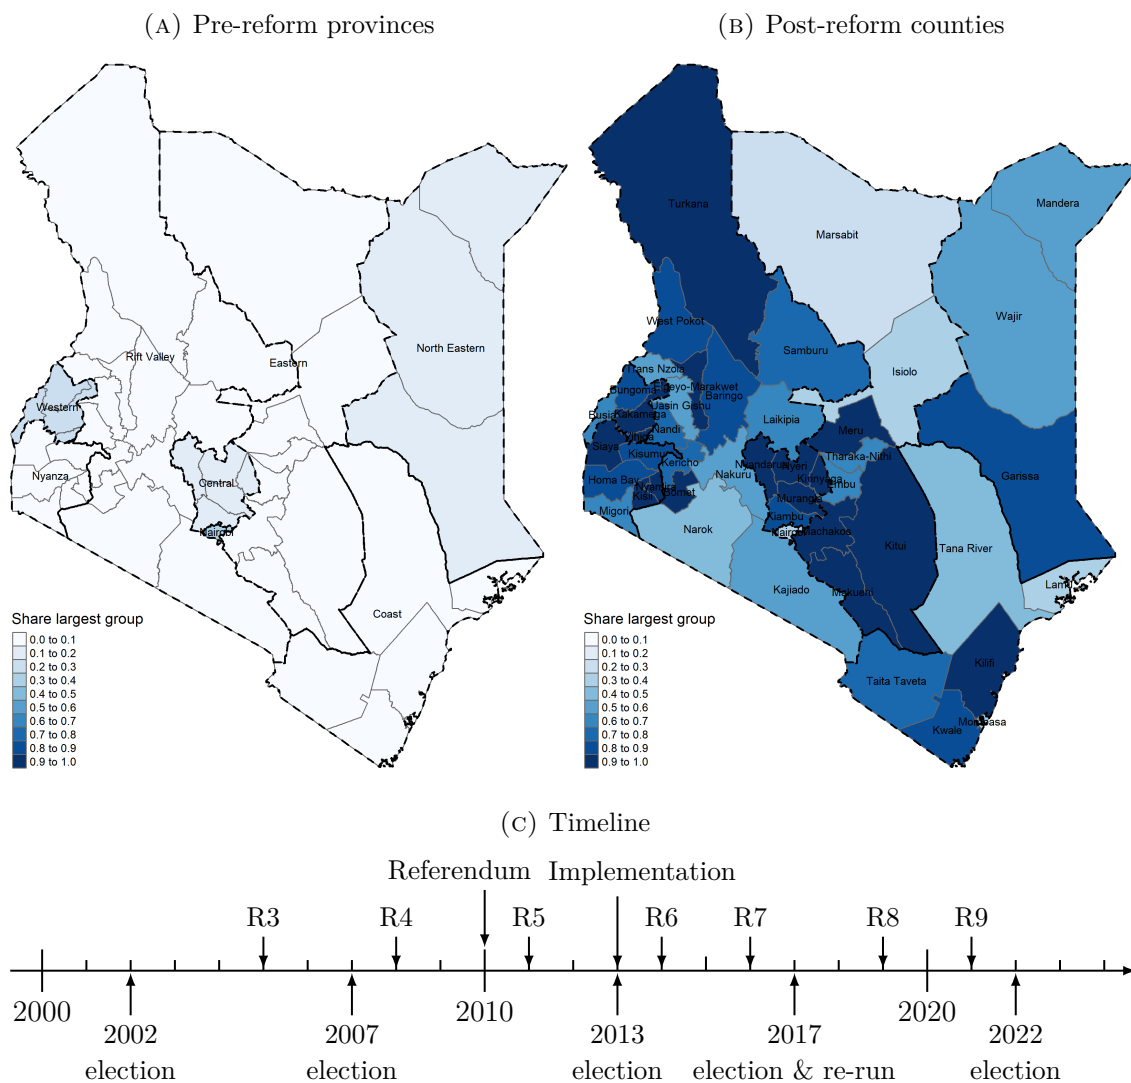 (A) Pre-reform provinces
North Eastern
Rift Valley
Eastern
Western
Nyanza
Central
Nairobi
Coast
Share largest group
0.0 to 0.1
0.1 to 0.2
0.2 to 0.3
0.3 to 0.4
0.4 to 0.5
0.5 to 0.6
0.6 to 0.7
0.7 to 0.8
0.8 to 0.9
0.9 to 1.0
(B) Post-reform counties
Turkana
Mandera
Marsabit
Wajir
West Pokot
Samburu
Isiolo
Trans Nzoia
Elgeyo-Marakwet
Bungoma
Baringo
Uasin Gishu
Busia
Kakamega
Laikipia
Nandi
Meru
Vihiga
Siaya
Kisumu
Tharaka-Nithi
Kericho
Nyandarua
Nyeri
Nakuru
Garissa
Homa Bay
Kirinyaga
Embu
Nyamira
Bomet
Kisii
Murang'a
Migori
Kiambu
Narok
Nairobi
Machakos
Kitui
Tana River
Kajiado
Makueni
Lamu
Kilifi
Taita Taveta
Mombasa
Kwale
Share largest group
0.0 to 0.1
0.1 to 0.2
0.2 to 0.3
0.3 to 0.4
0.4 to 0.5
0.5 to 0.6
0.6 to 0.7
0.7 to 0.8
0.8 to 0.9
0.9 to 1.0
(C) Timeline
Referendum Implementation
R3 R4 R5 R6 R7 R8 R9
2000 2010 2020
2002 2007 2013 2017 2022
election election election election & re-run election